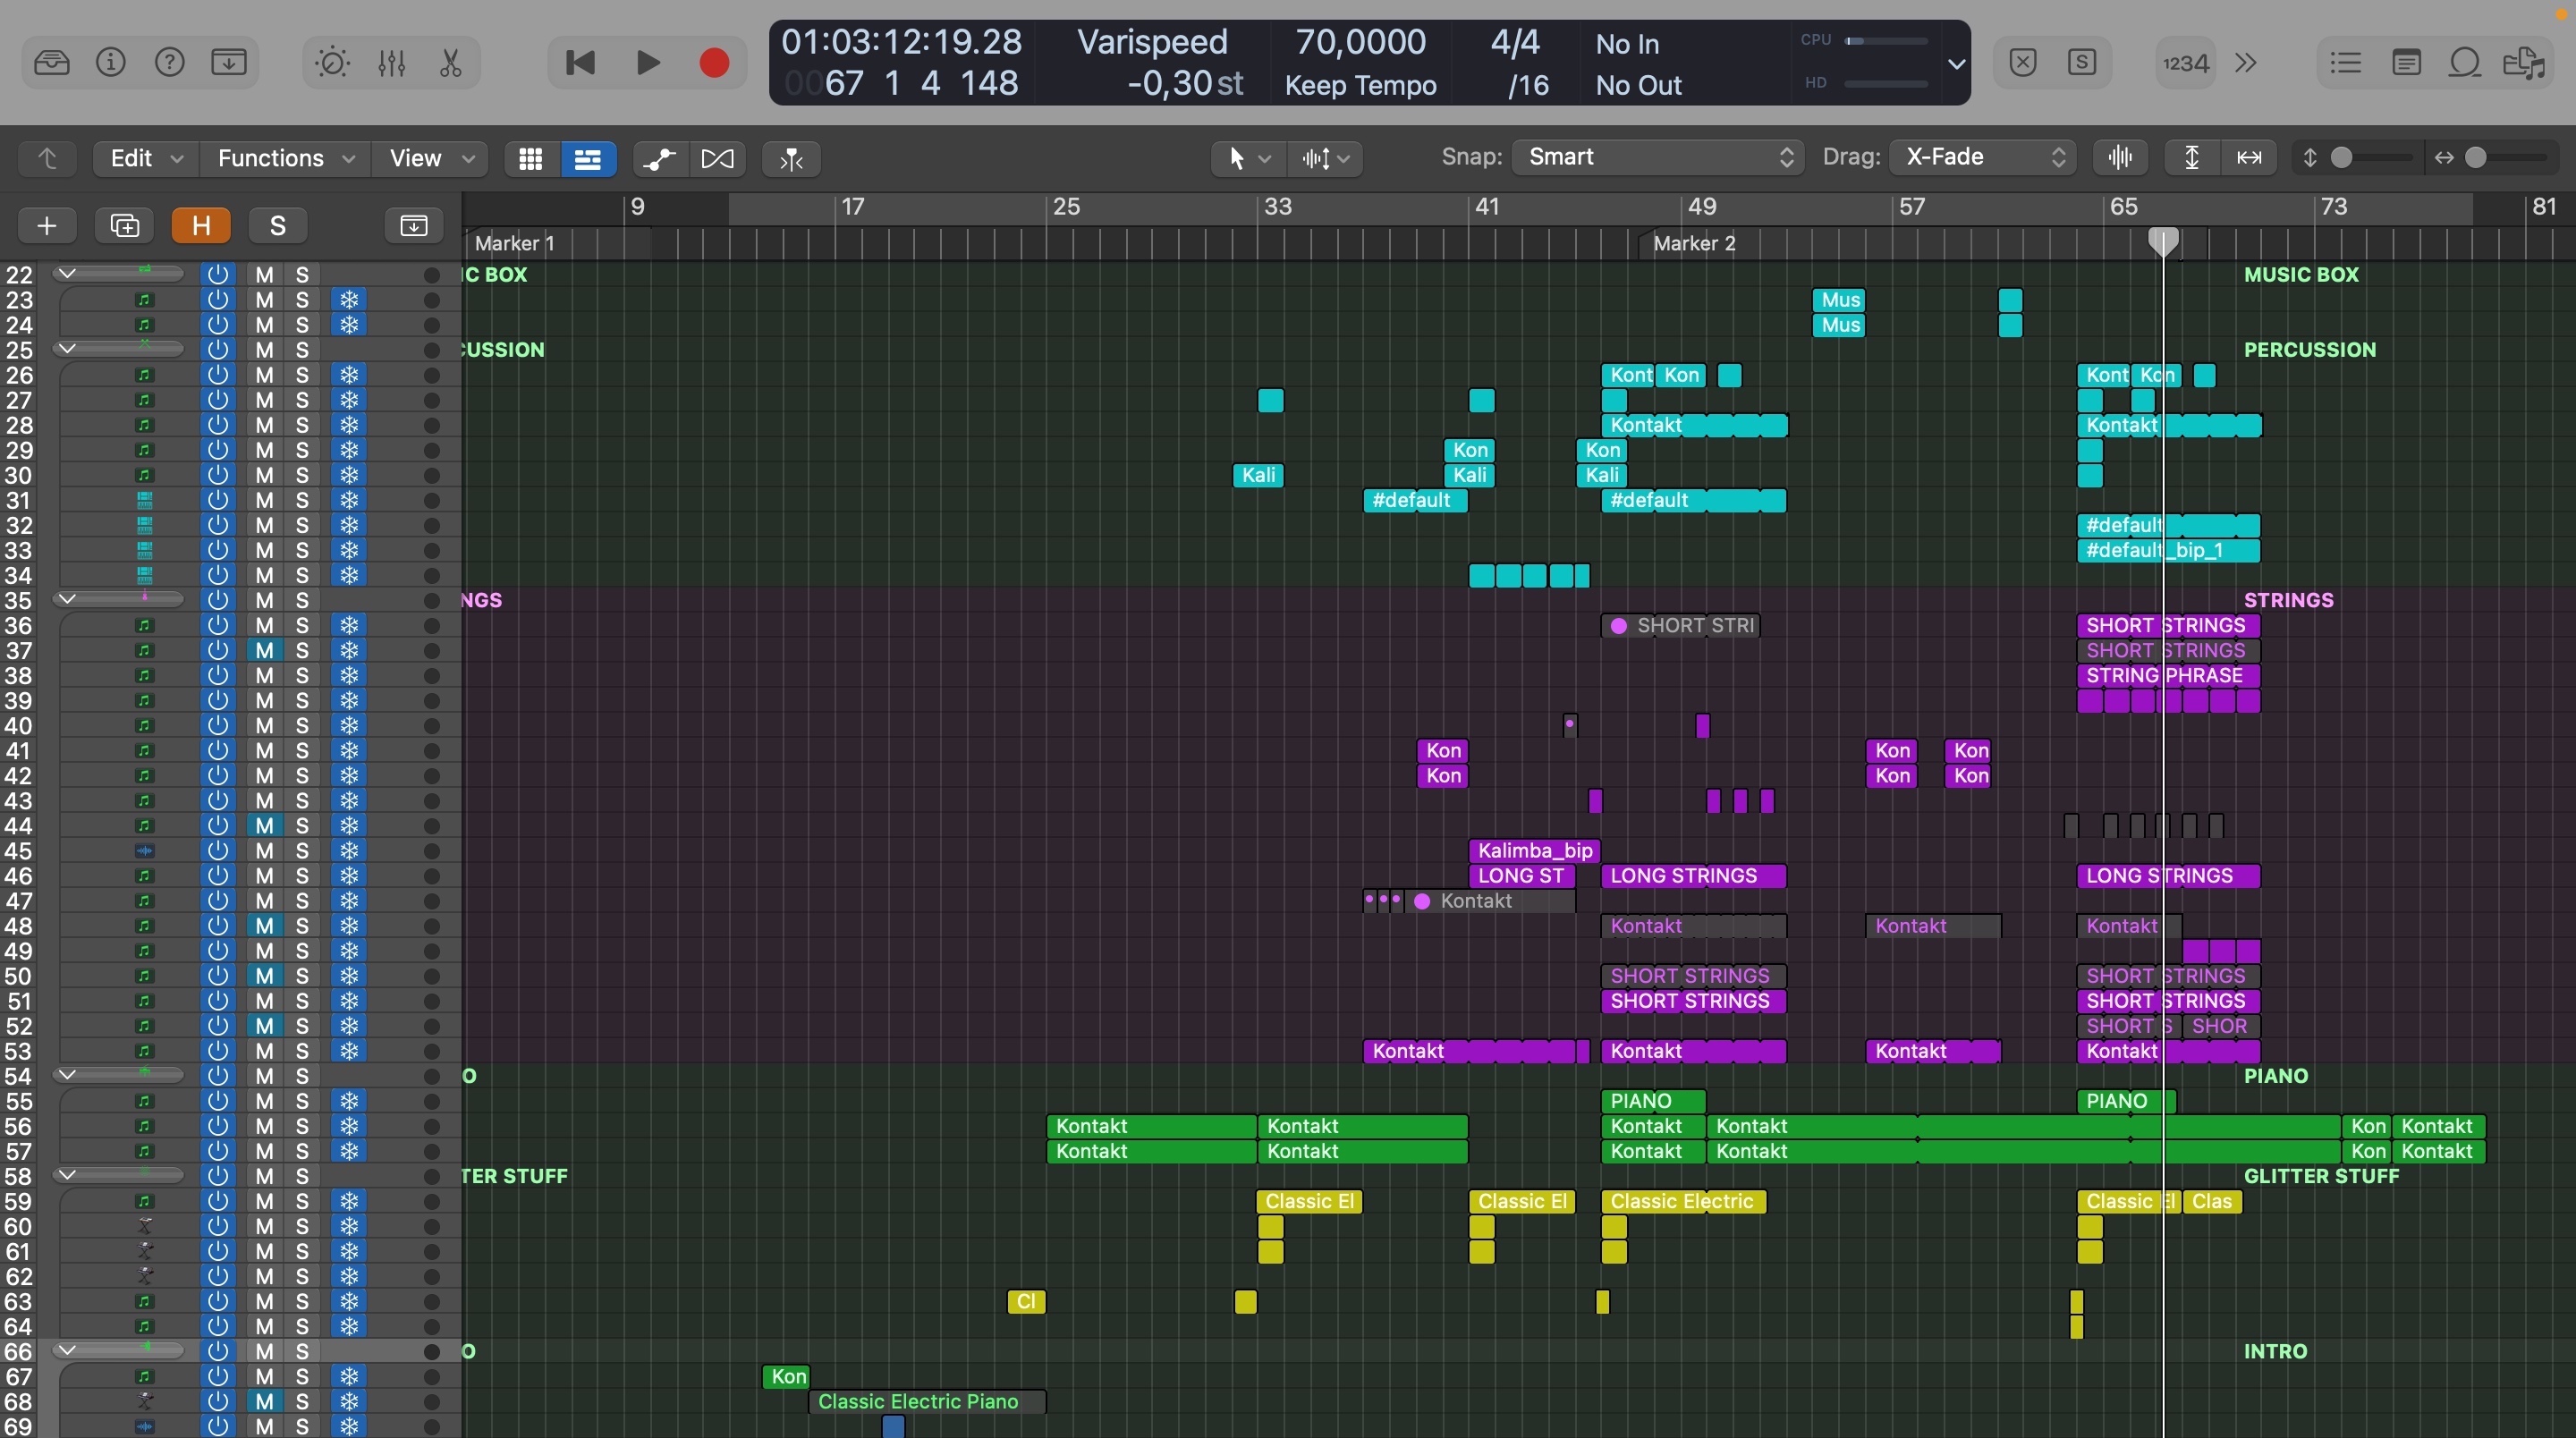 01:03:12:19.28 Varispeed 70,0000 4/4 No In CPU
0067 1 4 148 -0,30 st Keep Tempo /16 No Out HD
S 1234
Edit Functions View Snap: Smart Drag: X-Fade
H S
9 17 25 33 41 49 57 65 73 81
Marker 1 Marker 2
22 M S IC BOX MUSIC BOX
23 M S Mus
24 M S Mus
25 M S CUSSION PERCUSSION
26 M S Kont Kon Kont Kon
27 M S
28 M S Kontakt Kontakt
29 M S Kon Kon
30 M S Kali Kali Kali
31 M S #default #default
32 M S #default
33 M S #default_bip_1
34 M S
35 M S NGS STRINGS
36 M S SHORT STRI SHORT STRINGS
37 M S SHORT STRINGS
38 M S STRING PHRASE
39 M S
40 M S
41 M S Kon Kon Kon
42 M S Kon Kon Kon
43 M S
44 M S
45 M S Kalimba_bip
46 M S LONG ST LONG STRINGS LONG STRINGS
47 M S Kontakt
48 M S Kontakt Kontakt Kontakt
49 M S
50 M S SHORT STRINGS SHORT STRINGS
51 M S SHORT STRINGS SHORT STRINGS
52 M S SHORT S SHOR
53 M S Kontakt Kontakt Kontakt Kontakt
54 M S O PIANO
55 M S PIANO PIANO
56 M S Kontakt Kontakt Kontakt Kontakt Kon Kontakt
57 M S Kontakt Kontakt Kontakt Kontakt Kon Kontakt
58 M S TER STUFF GLITTER STUFF
59 M S Classic El Classic El Classic Electric Classic El Clas
60 M S
61 M S
62 M S
63 M S Cl
64 M S
66 M S O INTRO
67 M S Kon
68 M S Classic Electric Piano
69 M S